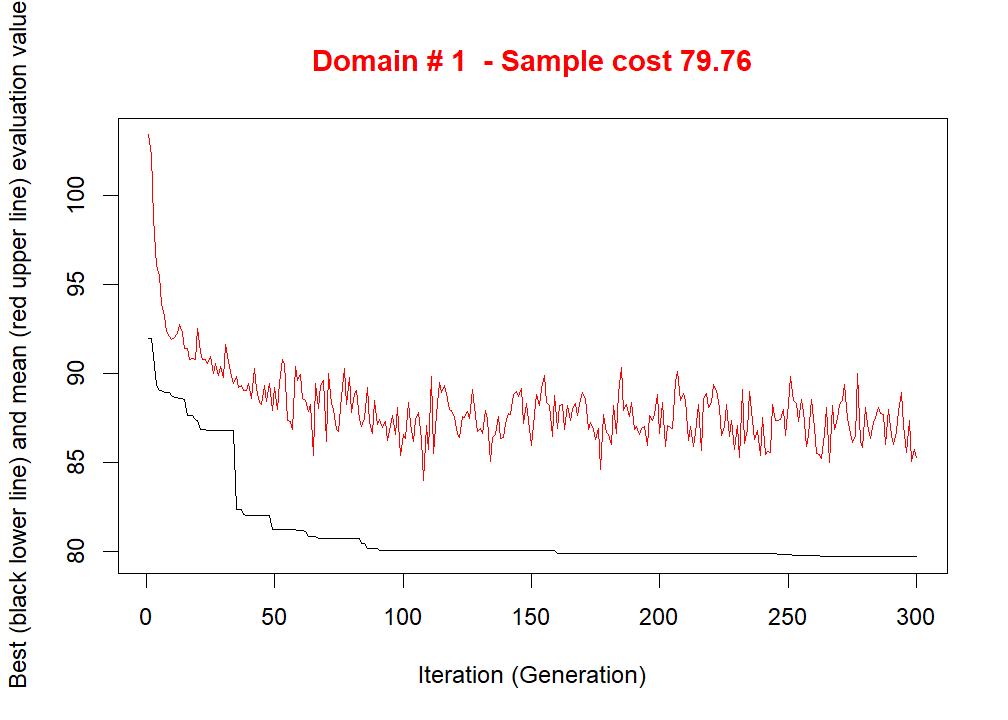 Domain # 1  - Sample cost 79.76
Best (black lower line) and mean (red upper line) evaluation value
100
95
90
85
80
0 50 100 150 200 250 300
Iteration (Generation)